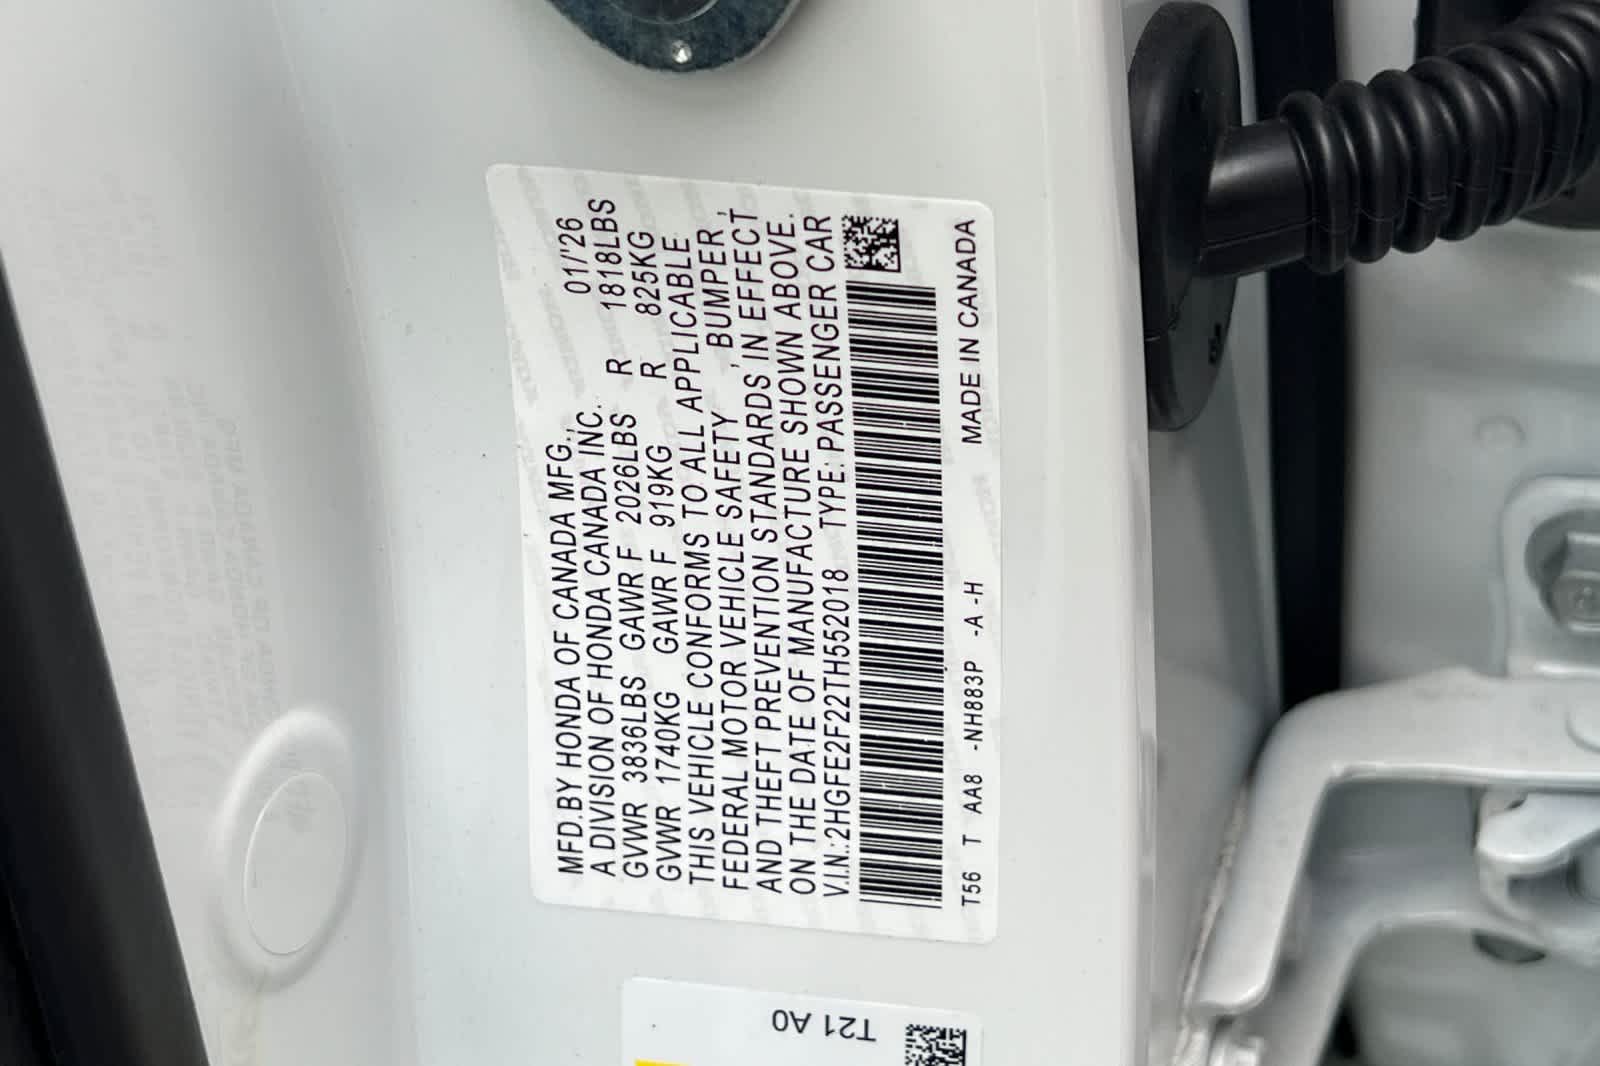 MFD.BY HONDA OF CANADA MFG., 01/'26
A DIVISION OF HONDA CANADA INC.
GVWR 3836LBS GAWR F 2026LBS R 1818LBS
GVWR 1740KG GAWR F 919KG R 825KG
THIS VEHICLE CONFORMS TO ALL APPLICABLE
FEDERAL MOTOR VEHICLE SAFETY , BUMPER ,
AND THEFT PREVENTION STANDARDS IN EFFECT
ON THE DATE OF MANUFACTURE SHOWN ABOVE.
V.I.N.:2HGFE2F22TH552018 TYPE: PASSENGER CAR
T56 T AA8 -NH883P -A -H MADE IN CANADA
T21 A0